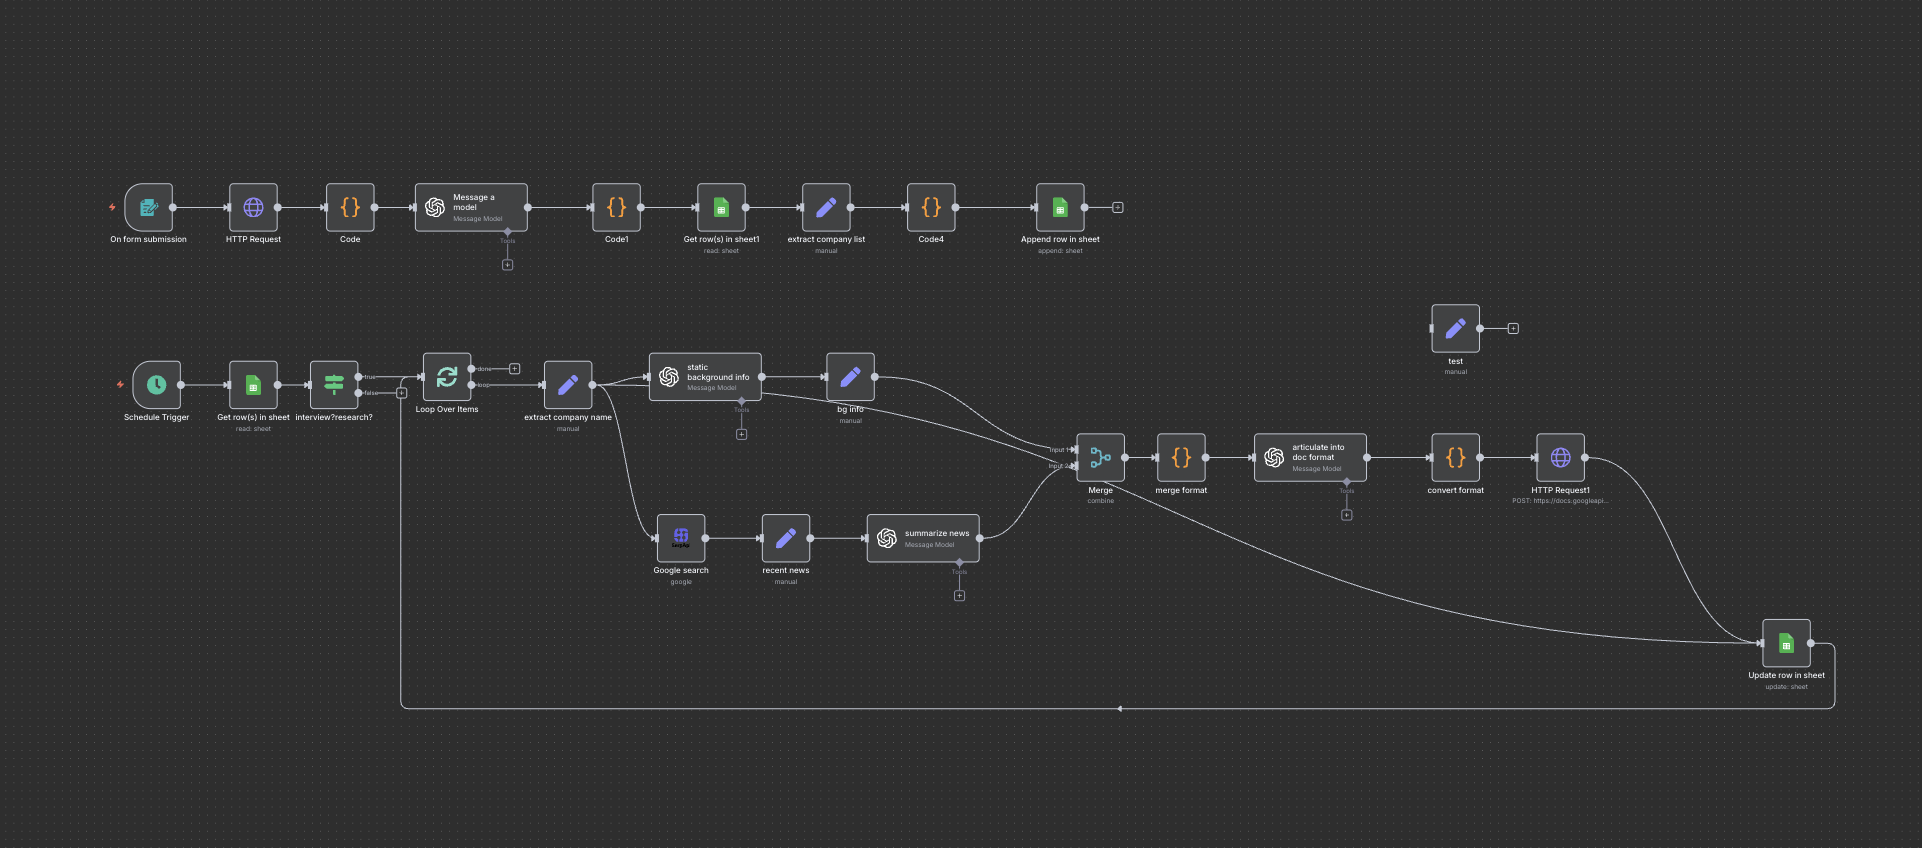 Message a
model
Message Model
Tools
On form submission
HTTP Request
Code
Code1
Get row(s) in sheet1
read: sheet
extract company list
manual
Code4
Append row in sheet
append: sheet
test
manual
Schedule Trigger
Get row(s) in sheet
read: sheet
interview?research?
true
false
Loop Over Items
done
loop
extract company name
manual
static
background info
Message Model
Tools
bg info
manual
Input 1
Input 2
Merge
combine
merge format
articulate into
doc format
Message Model
Tools
convert format
HTTP Request1
POST: https://docs.googleapi...
Google search
google
recent news
manual
summarize news
Message Model
Tools
Update row in sheet
update: sheet